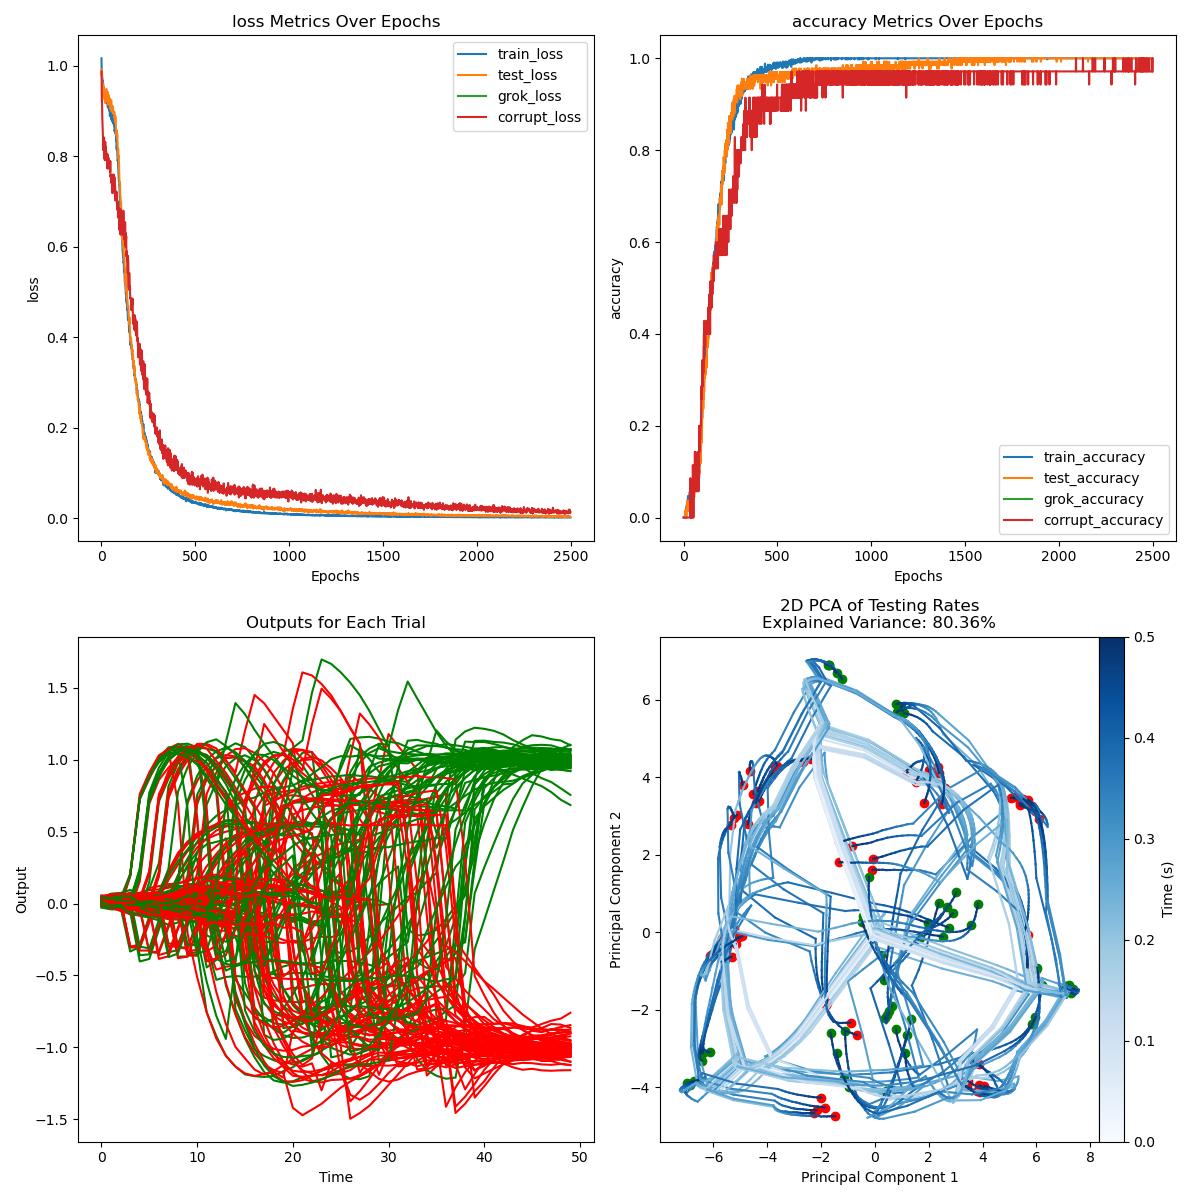 loss Metrics Over Epochs
train_loss
test_loss
grok_loss
corrupt_loss
1.0
0.8
0.6
0.4
0.2
0.0
loss
0
500
1000
1500
2000
2500
Epochs
accuracy Metrics Over Epochs
1.0
0.8
0.6
0.4
0.2
0.0
accuracy
train_accuracy
test_accuracy
grok_accuracy
corrupt_accuracy
0
500
1000
1500
2000
2500
Epochs
Outputs for Each Trial
1.5
1.0
0.5
0.0
−0.5
−1.0
−1.5
Output
0
10
20
30
40
50
Time
2D PCA of Testing Rates
Explained Variance: 80.36%
6
4
2
0
−2
−4
Principal Component 2
−6
−4
−2
0
2
4
6
8
Principal Component 1
0.5
0.4
0.3
0.2
0.1
0.0
Time (s)